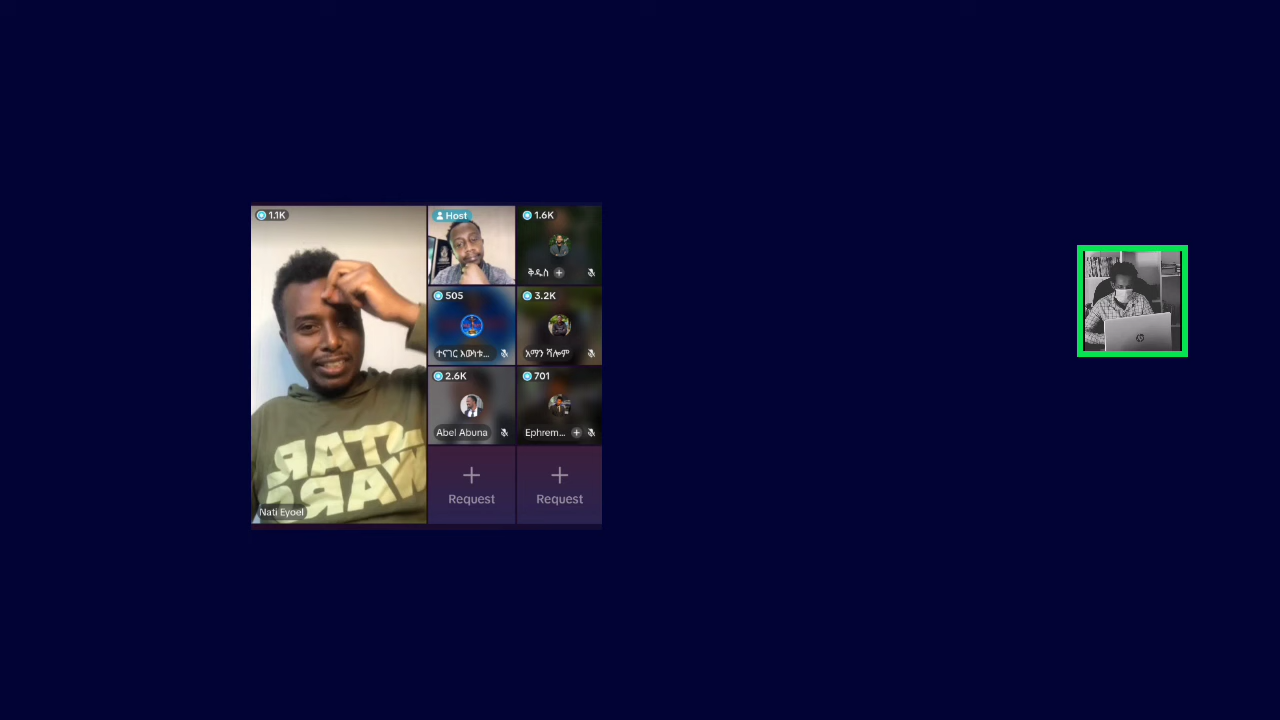 1.1K
Host
1.6K
ቅዱስ
505
ተናገር እውነቱ...
3.2K
አማን ሻሎም
2.6K
Abel Abuna
701
Ephrem...
Request
Request
STAR
WARS
Nati Eyoel
hp